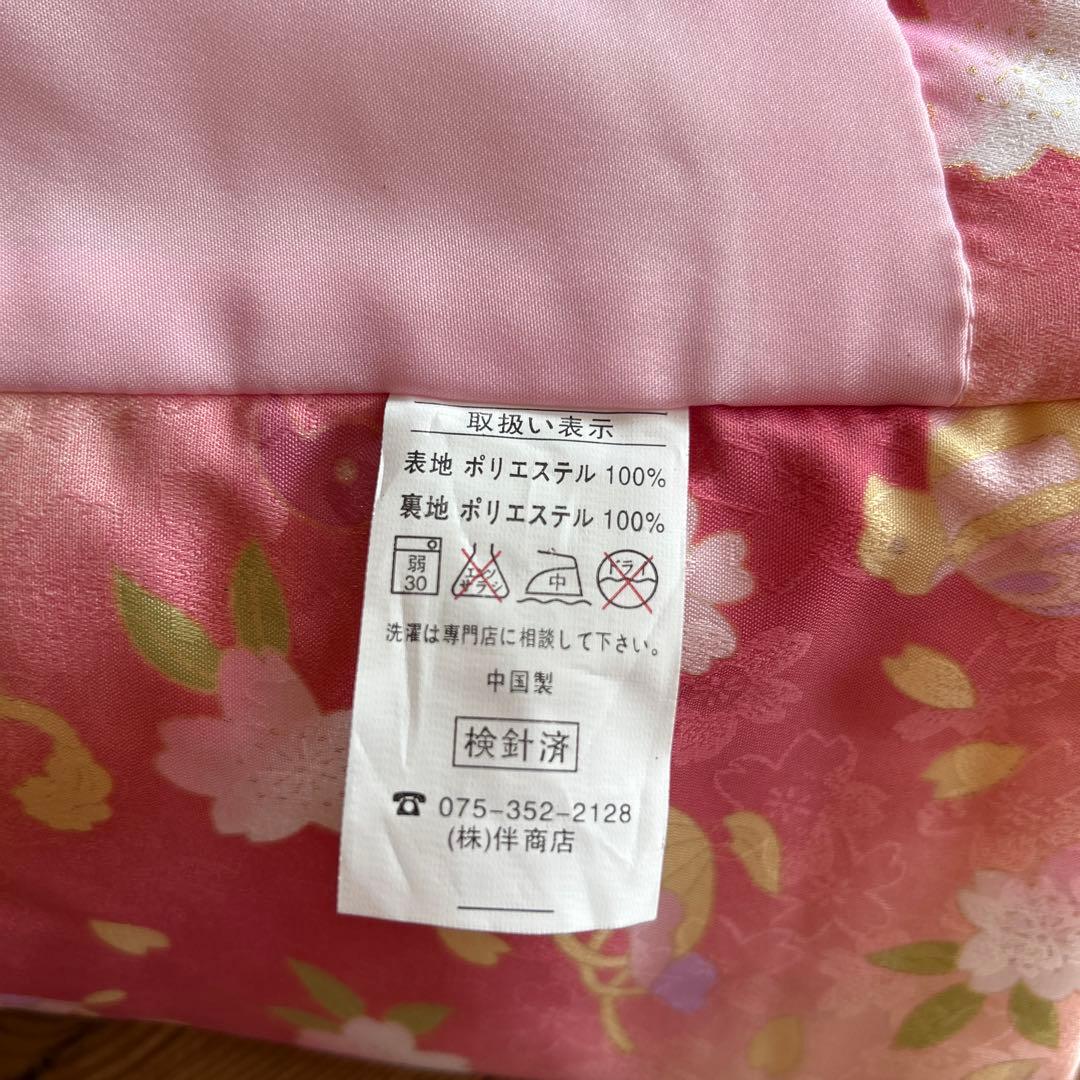 取扱い表示
表地 ポリエステル 100%
裏地 ポリエステル 100%
弱
30
エンソ
サラシ
中
ドライ
洗濯は専門店に相談して下さい。
中国製
検針済
☎ 075-352-2128
(株)伴商店